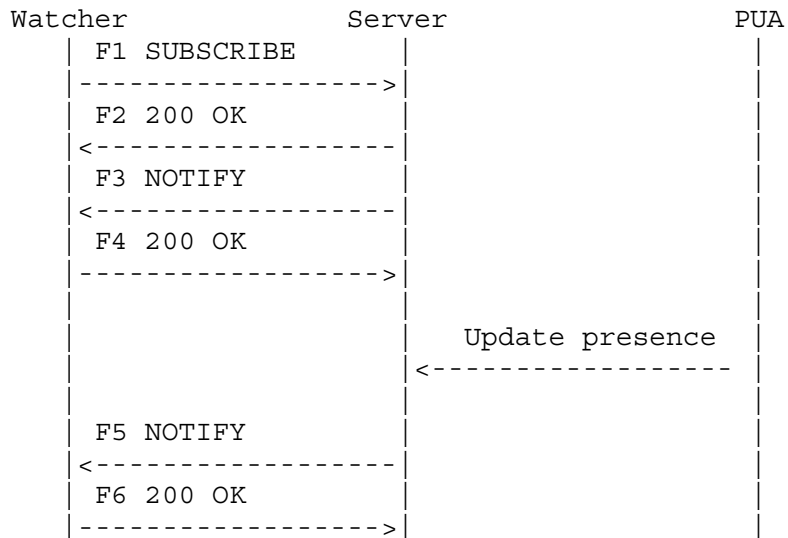 Watcher Server PUA
F1 SUBSCRIBE
F2 200 OK
F3 NOTIFY
F4 200 OK
Update presence
F5 NOTIFY
F6 200 OK